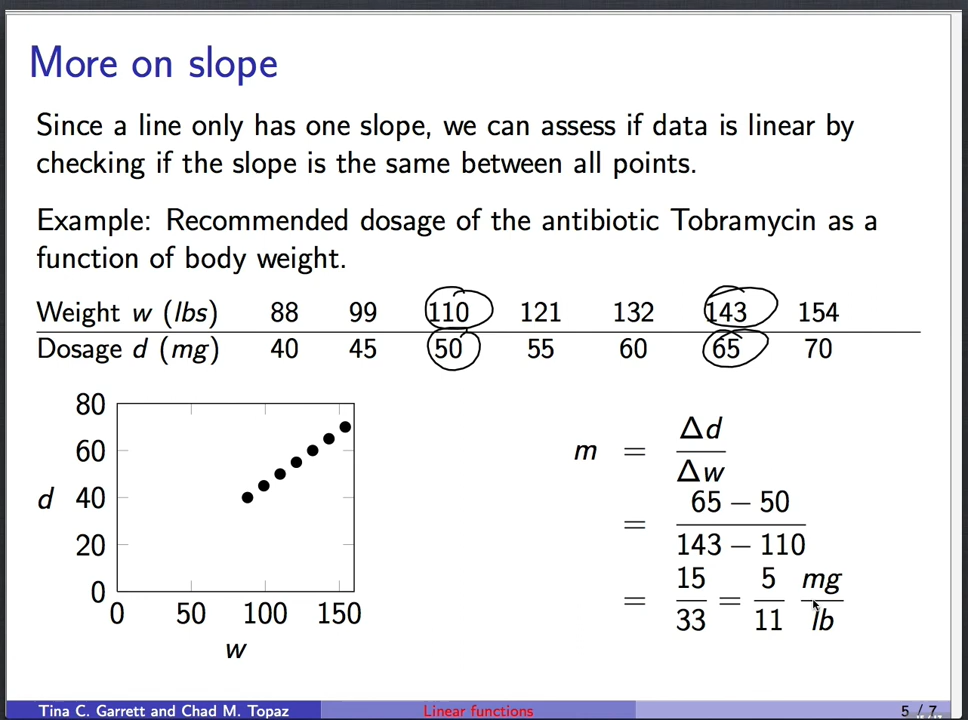 More on slope
Since a line only has one slope, we can assess if data is linear by
checking if the slope is the same between all points.
Example: Recommended dosage of the antibiotic Tobramycin as a
function of body weight.
Weight w (lbs) 88 99 110 121 132 143 154
Dosage d (mg) 40 45 50 55 60 65 70
80
60
d 40
20
0
0 50 100 150
w
m = Δd / Δw
= 65 − 50 / 143 − 110
= 15 / 33 = 5 / 11 mg / lb
Tina C. Garrett and Chad M. Topaz Linear functions 5 / 7